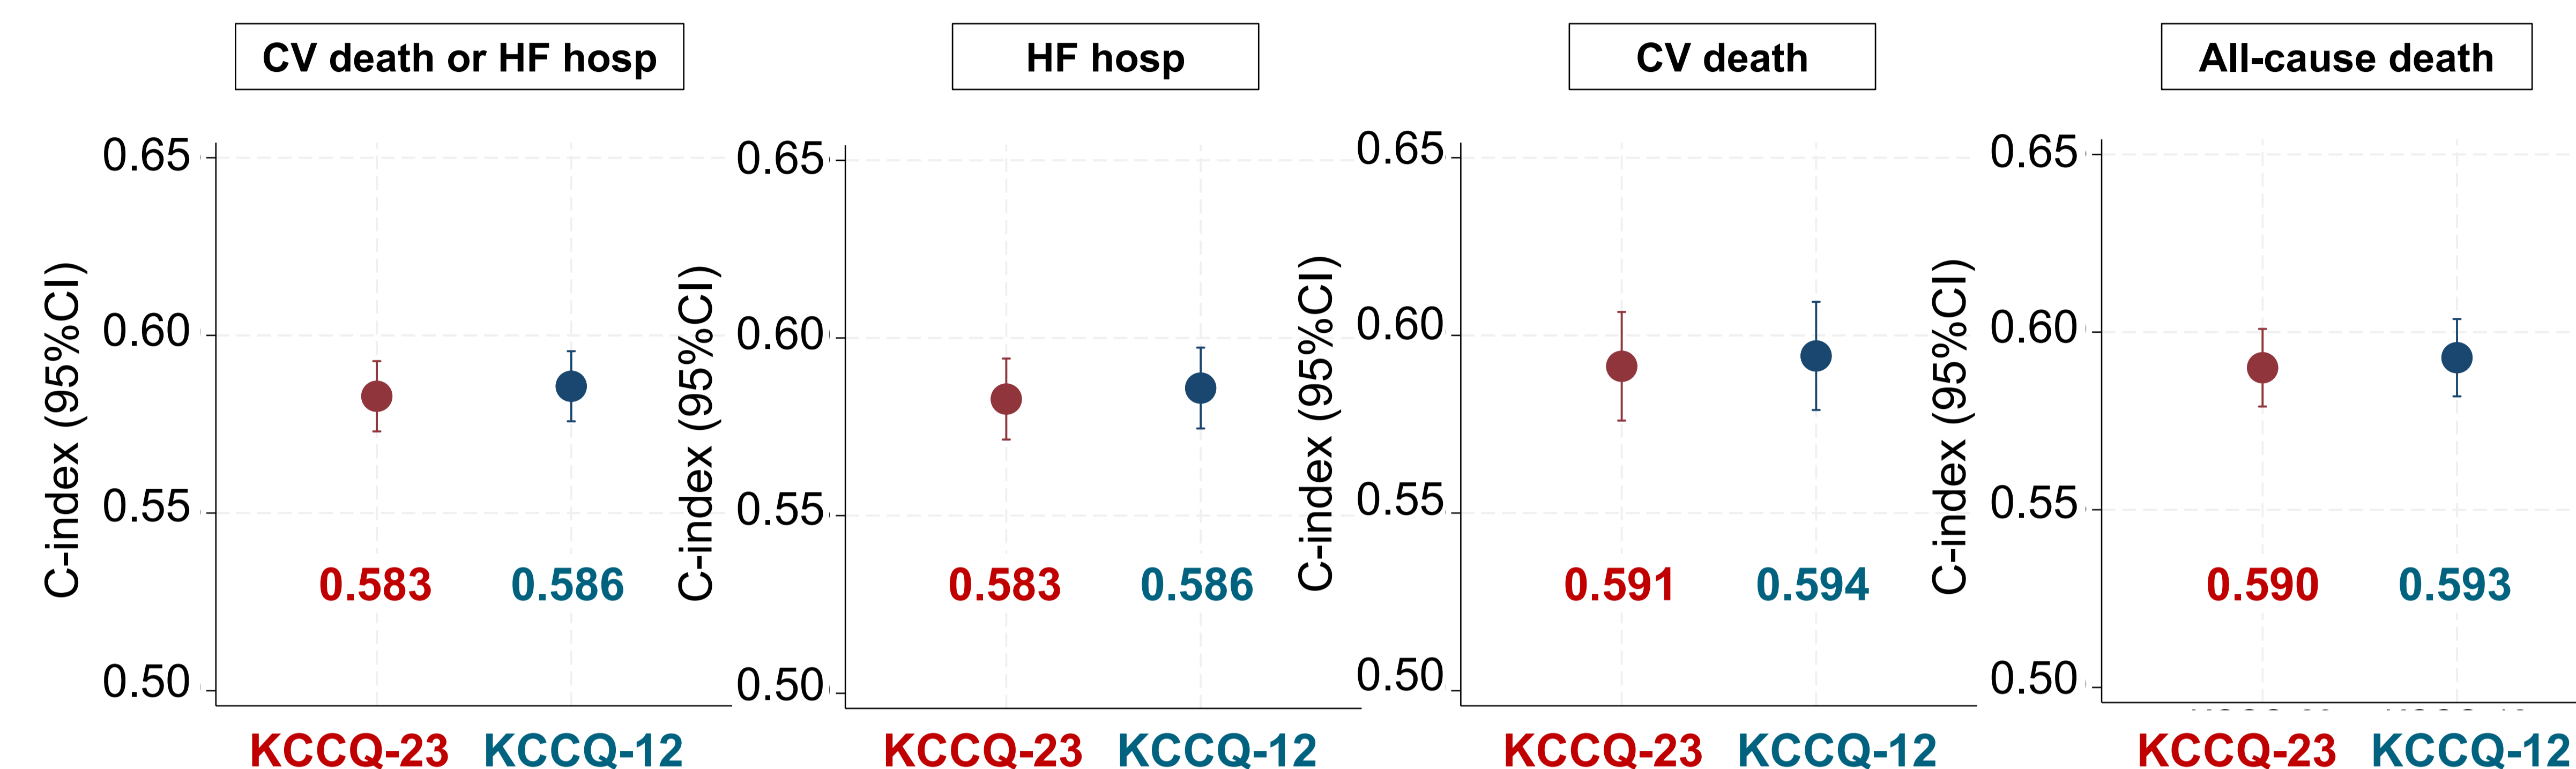 CV death or HF hosp
C-index (95%CI)
0.65
0.60
0.55
0.50
0.583
0.586
KCCQ-23
KCCQ-12
HF hosp
C-index (95%CI)
0.65
0.60
0.55
0.50
0.583
0.586
KCCQ-23
KCCQ-12
CV death
C-index (95%CI)
0.65
0.60
0.55
0.50
0.591
0.594
KCCQ-23
KCCQ-12
All-cause death
C-index (95%CI)
0.65
0.60
0.55
0.50
0.590
0.593
KCCQ-23
KCCQ-12